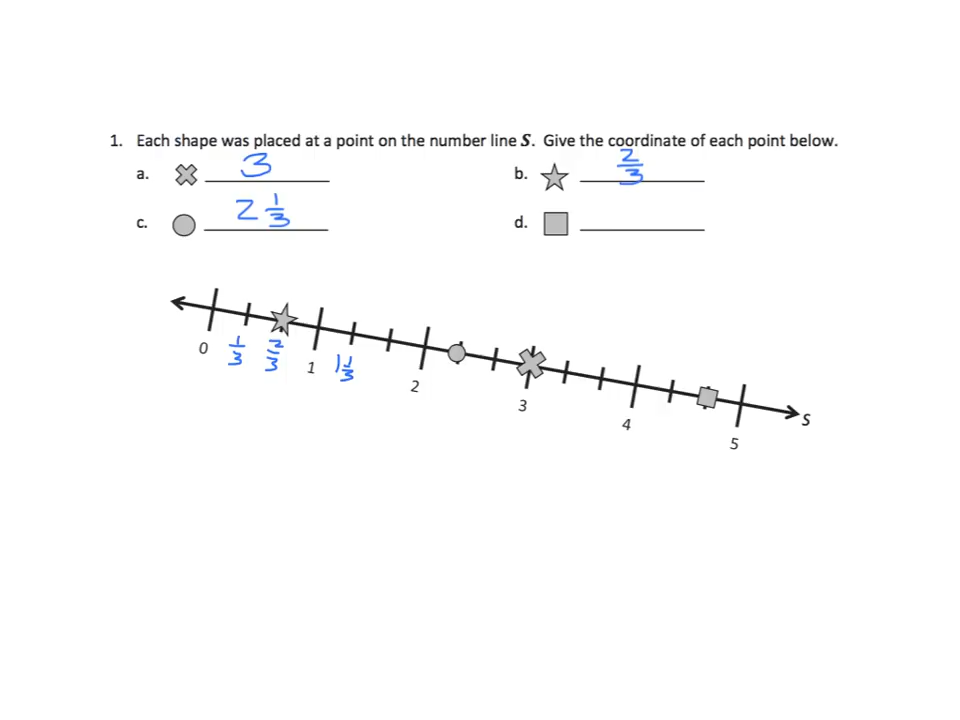 1. Each shape was placed at a point on the number line S. Give the coordinate of each point below.
a. 3
b. 2/3
c. 2 1/3
d.
0 1/3 2/3 1 1 1/3 2 3 4 5 S